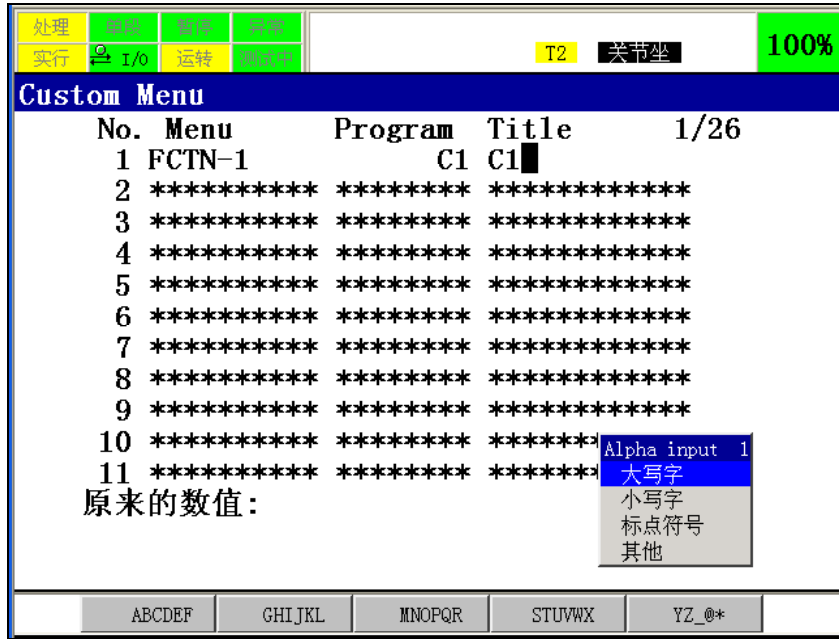 处理 单段 暂停 异常
实行 I/O 运转 测试中 T2 关节坐 100%
Custom Menu
No. Menu Program Title 1/26
1 FCTN-1 C1 C1
2 ********** ******** ************
3 ********** ******** ************
4 ********** ******** ************
5 ********** ******** ************
6 ********** ******** ************
7 ********** ******** ************
8 ********** ******** ************
9 ********** ******** ************
10 ********** ******** *******
11 ********** ******** *******
原来的数值:
Alpha input 1
大写字
小写字
标点符号
其他
ABCDEF GHIJKL MNOPQR STUVWX YZ_@*